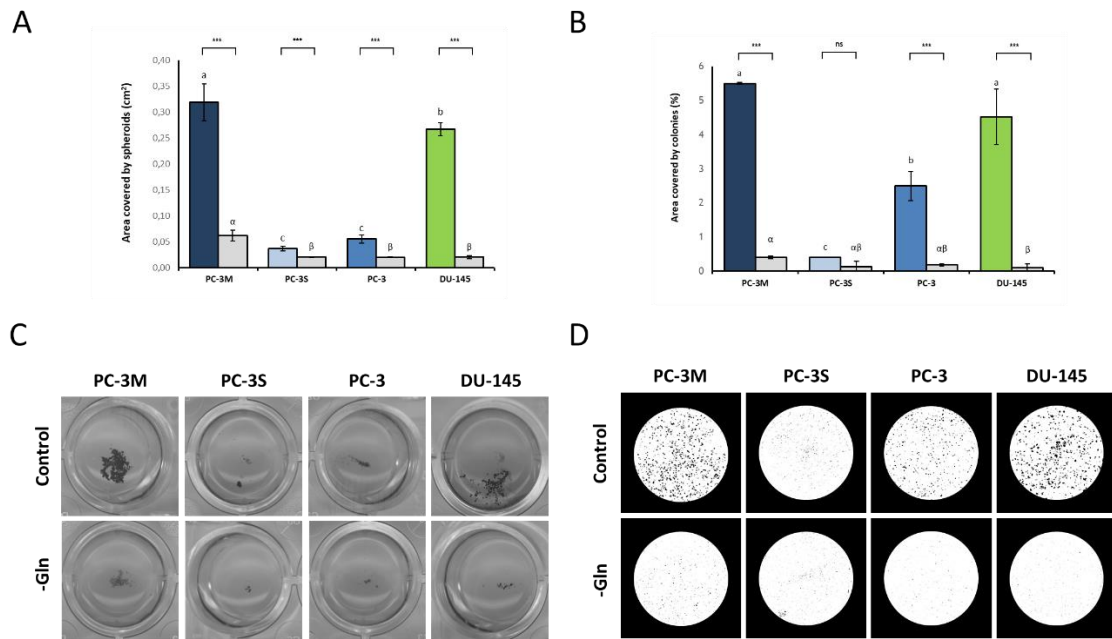 A
*** *** *** ***
Area covered by spheroids (cm²)
0,40
0,35
0,30
0,25
0,20
0,15
0,10
0,05
0,00
a
α
c
β
c
β
b
β
PC-3M PC-3S PC-3 DU-145
B
*** ns *** ***
Area covered by colonies (%)
6
5
4
3
2
1
0
a
α
c
αβ
b
αβ
a
β
PC-3M PC-3S PC-3 DU-145
C
PC-3M PC-3S PC-3 DU-145
Control
-Gln
D
PC-3M PC-3S PC-3 DU-145
Control
-Gln